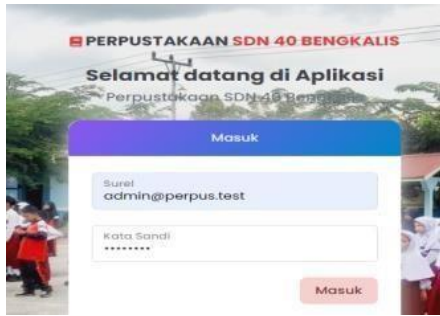 PERPUSTAKAAN SDN 40 BENGKALIS
Selamat datang di Aplikasi
Perpustakaan SDN 40 Bengkalis
Masuk
Surel
admin@perpus.test
Kata Sandi
••••••••
Masuk